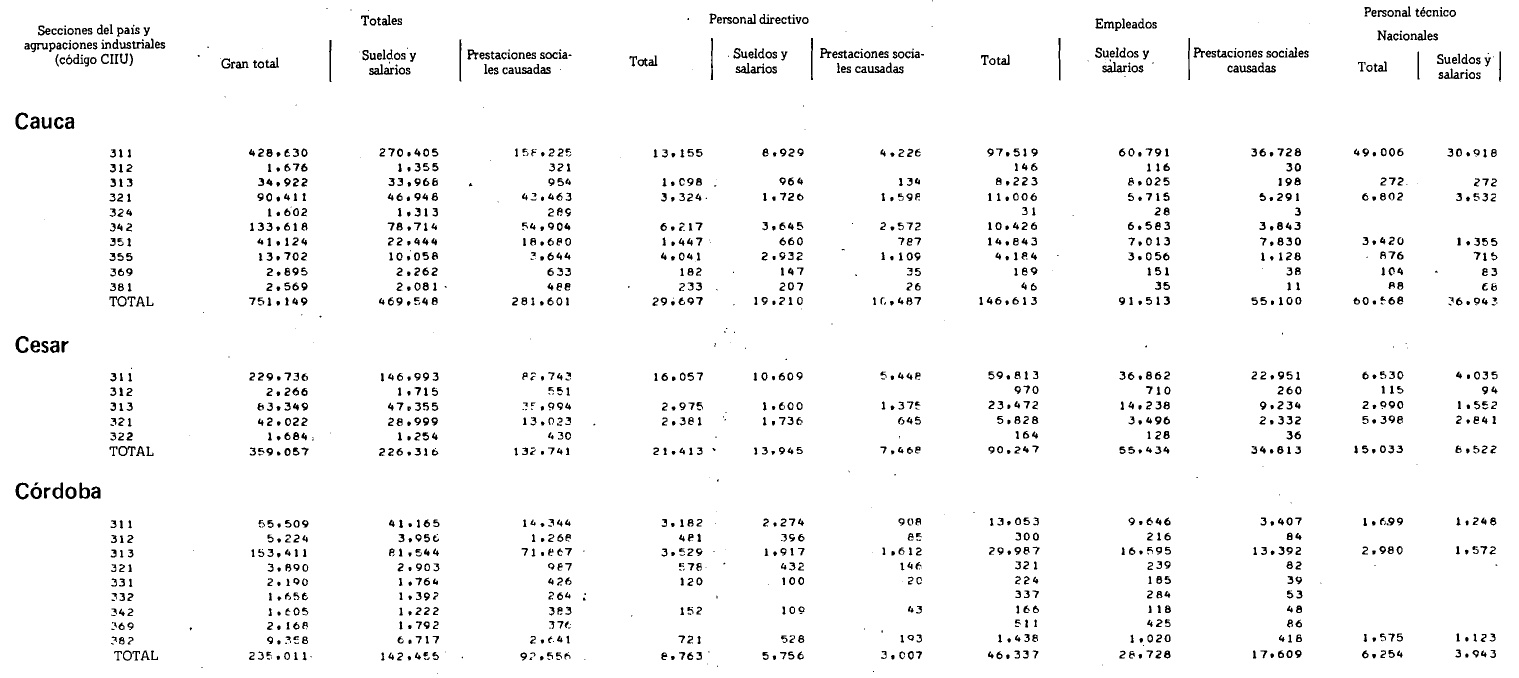 Secciones del país y agrupaciones industriales (código CIIU) | Totales | Personal directivo | Empleados | Personal técnico
Nacionales
Gran total | Sueldos y salarios | Prestaciones sociales causadas | Total | Sueldos y salarios | Prestaciones sociales causadas | Total | Sueldos y salarios | Prestaciones sociales causadas | Total | Sueldos y salarios
Cauca
311 428.630 270.405 158.225 13.155 8.929 4.226 97.519 60.791 36.728 49.006 30.918
312 1.676 1.355 321 146 116 30
313 34.922 33.968 954 1.098 964 134 8.223 8.025 198 272 272
321 90.411 46.948 43.463 3.324 1.726 1.598 11.006 5.715 5.291 6.802 3.532
324 1.602 1.313 289 31 28 3
342 133.618 78.714 54.904 6.217 3.645 2.572 10.426 6.583 3.843
351 41.124 22.444 18.680 1.447 660 787 14.843 7.013 7.830 3.420 1.355
355 13.702 10.058 3.644 4.041 2.932 1.109 4.184 3.056 1.128 876 715
369 2.895 2.262 633 182 147 35 189 151 38 104 83
381 2.569 2.081 488 233 207 26 46 35 11 88 68
TOTAL 751.149 469.548 281.601 29.697 19.210 10.487 146.613 91.513 55.100 60.568 36.943
Cesar
311 229.736 146.993 82.743 16.057 10.609 5.448 59.813 36.862 22.951 6.530 4.035
312 2.266 1.715 551 970 710 260 115 94
313 83.349 47.355 35.994 2.975 1.600 1.375 23.472 14.238 9.234 2.990 1.552
321 42.022 28.999 13.023 2.381 1.736 645 5.828 3.496 2.332 5.398 2.841
322 1.684 1.254 430 164 128 36
TOTAL 359.057 226.316 132.741 21.413 13.945 7.468 90.247 55.434 34.813 15.033 8.522
Córdoba
311 55.509 41.165 14.344 3.182 2.274 908 13.053 9.646 3.407 1.699 1.248
312 5.224 3.956 1.268 481 396 85 300 216 84
313 153.411 81.544 71.867 3.529 1.917 1.612 29.987 16.595 13.392 2.980 1.572
321 3.890 2.903 987 578 432 146 321 239 82
331 2.190 1.764 426 120 100 20 224 185 39
332 1.656 1.392 264 337 284 53
342 1.605 1.222 383 152 109 43 166 118 48
369 2.168 1.792 376 511 425 86
382 9.358 6.717 2.641 721 528 193 1.438 1.020 418 1.575 1.123
TOTAL 235.011 142.455 92.556 8.763 5.756 3.007 46.337 28.728 17.609 6.254 3.943